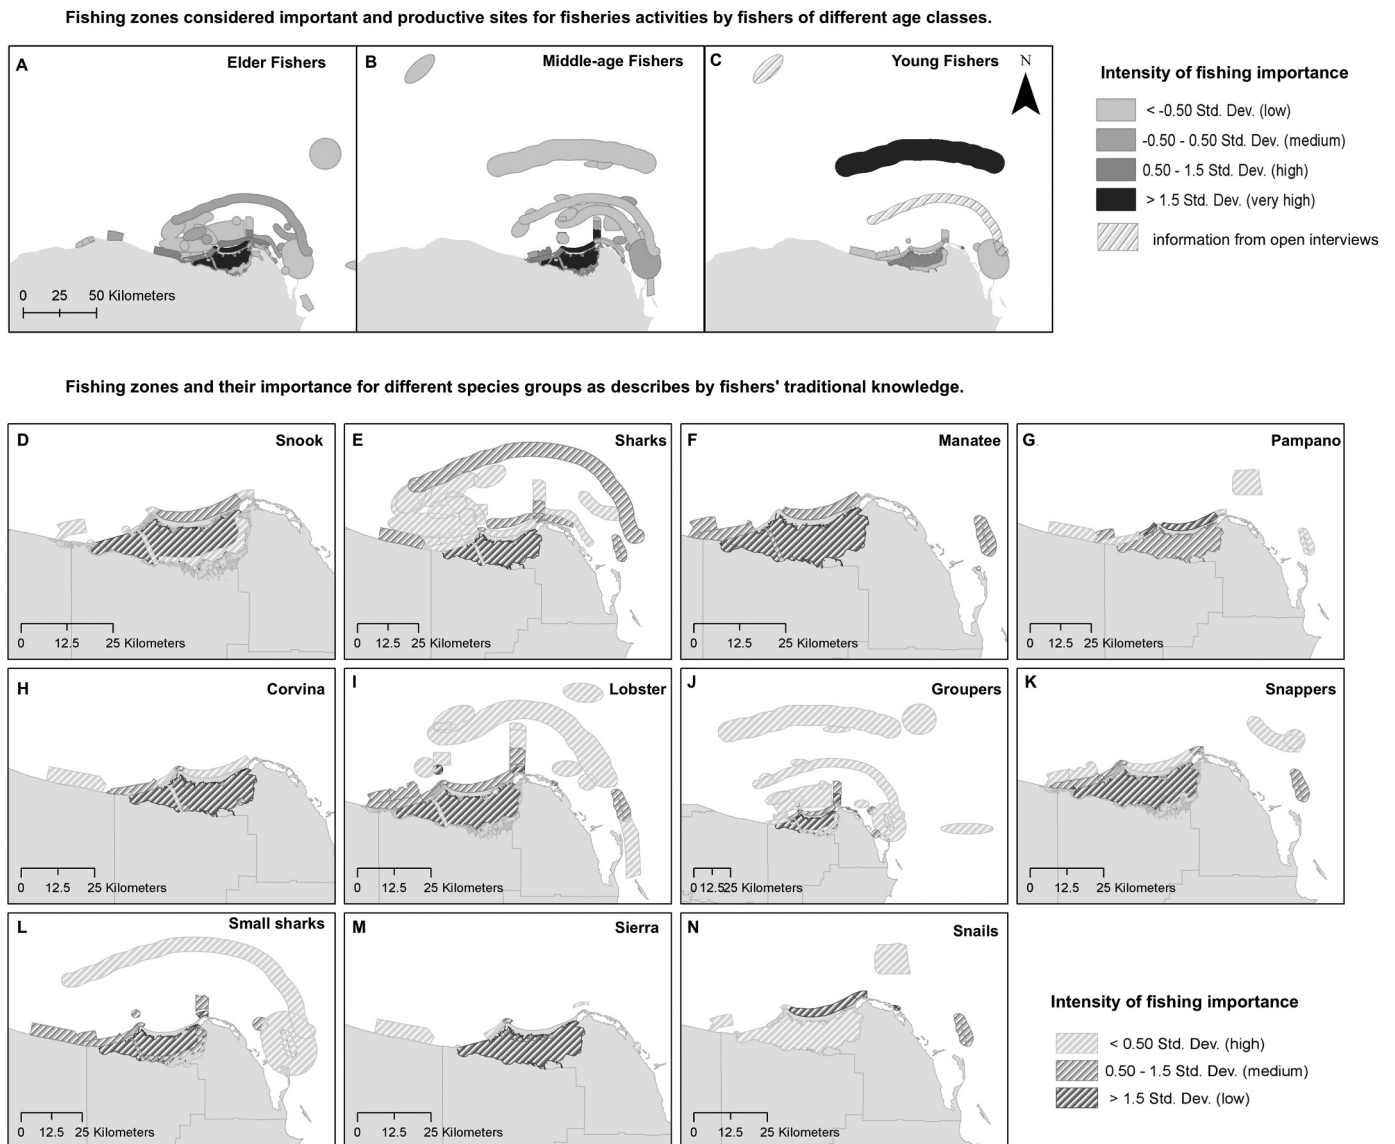 Fishing zones considered important and productive sites for fisheries activities by fishers of different age classes.
A
Elder Fishers
B
Middle-age Fishers
C
Young Fishers
N
0 25 50 Kilometers
Intensity of fishing importance
< -0.50 Std. Dev. (low)
-0.50 - 0.50 Std. Dev. (medium)
0.50 - 1.5 Std. Dev. (high)
> 1.5 Std. Dev. (very high)
information from open interviews
Fishing zones and their importance for different species groups as describes by fishers' traditional knowledge.
D
Snook
0 12.5 25 Kilometers
E
Sharks
0 12.5 25 Kilometers
F
Manatee
0 12.5 25 Kilometers
G
Pampano
0 12.5 25 Kilometers
H
Corvina
0 12.5 25 Kilometers
I
Lobster
0 12.5 25 Kilometers
J
Groupers
0 12.525 Kilometers
K
Snappers
0 12.5 25 Kilometers
L
Small sharks
0 12.5 25 Kilometers
M
Sierra
0 12.5 25 Kilometers
N
Snails
0 12.5 25 Kilometers
Intensity of fishing importance
< 0.50 Std. Dev. (high)
0.50 - 1.5 Std. Dev. (medium)
> 1.5 Std. Dev. (low)